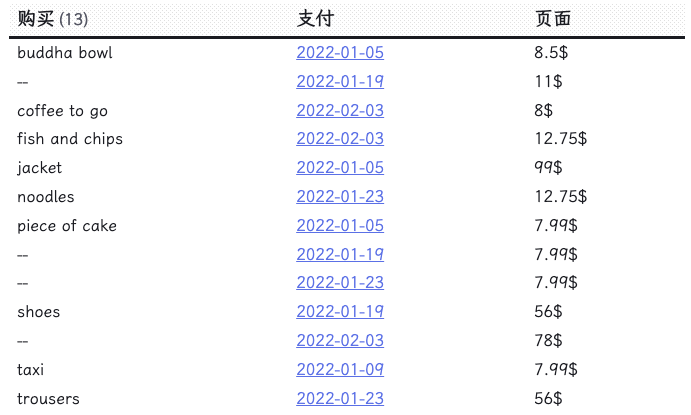 购买 (13) 支付 页面
buddha bowl 2022-01-05 8.5$
-- 2022-01-19 11$
coffee to go 2022-02-03 8$
fish and chips 2022-02-03 12.75$
jacket 2022-01-05 99$
noodles 2022-01-23 12.75$
piece of cake 2022-01-05 7.99$
-- 2022-01-19 7.99$
-- 2022-01-23 7.99$
shoes 2022-01-19 56$
-- 2022-02-03 78$
taxi 2022-01-09 7.99$
trousers 2022-01-23 56$